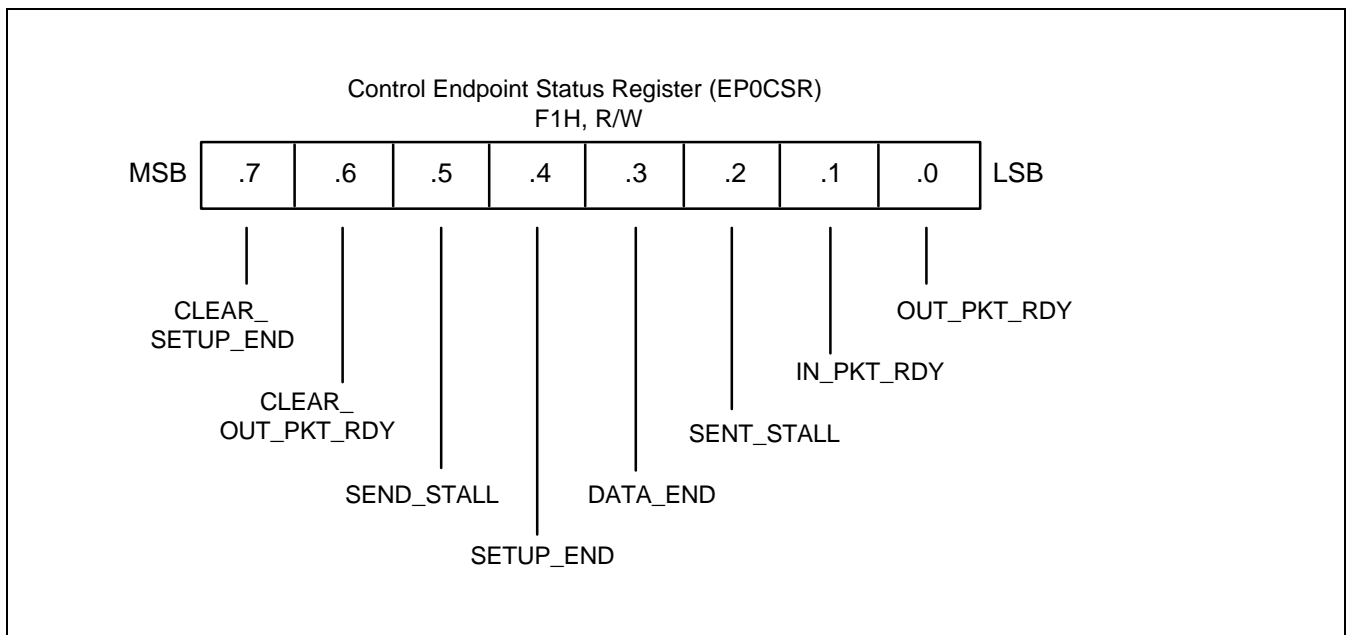 Control Endpoint Status Register (EP0CSR)
F1H, R/W
MSB .7 .6 .5 .4 .3 .2 .1 .0 LSB
CLEAR_
SETUP_END
OUT_PKT_RDY
IN_PKT_RDY
CLEAR_
OUT_PKT_RDY
SENT_STALL
SEND_STALL
DATA_END
SETUP_END